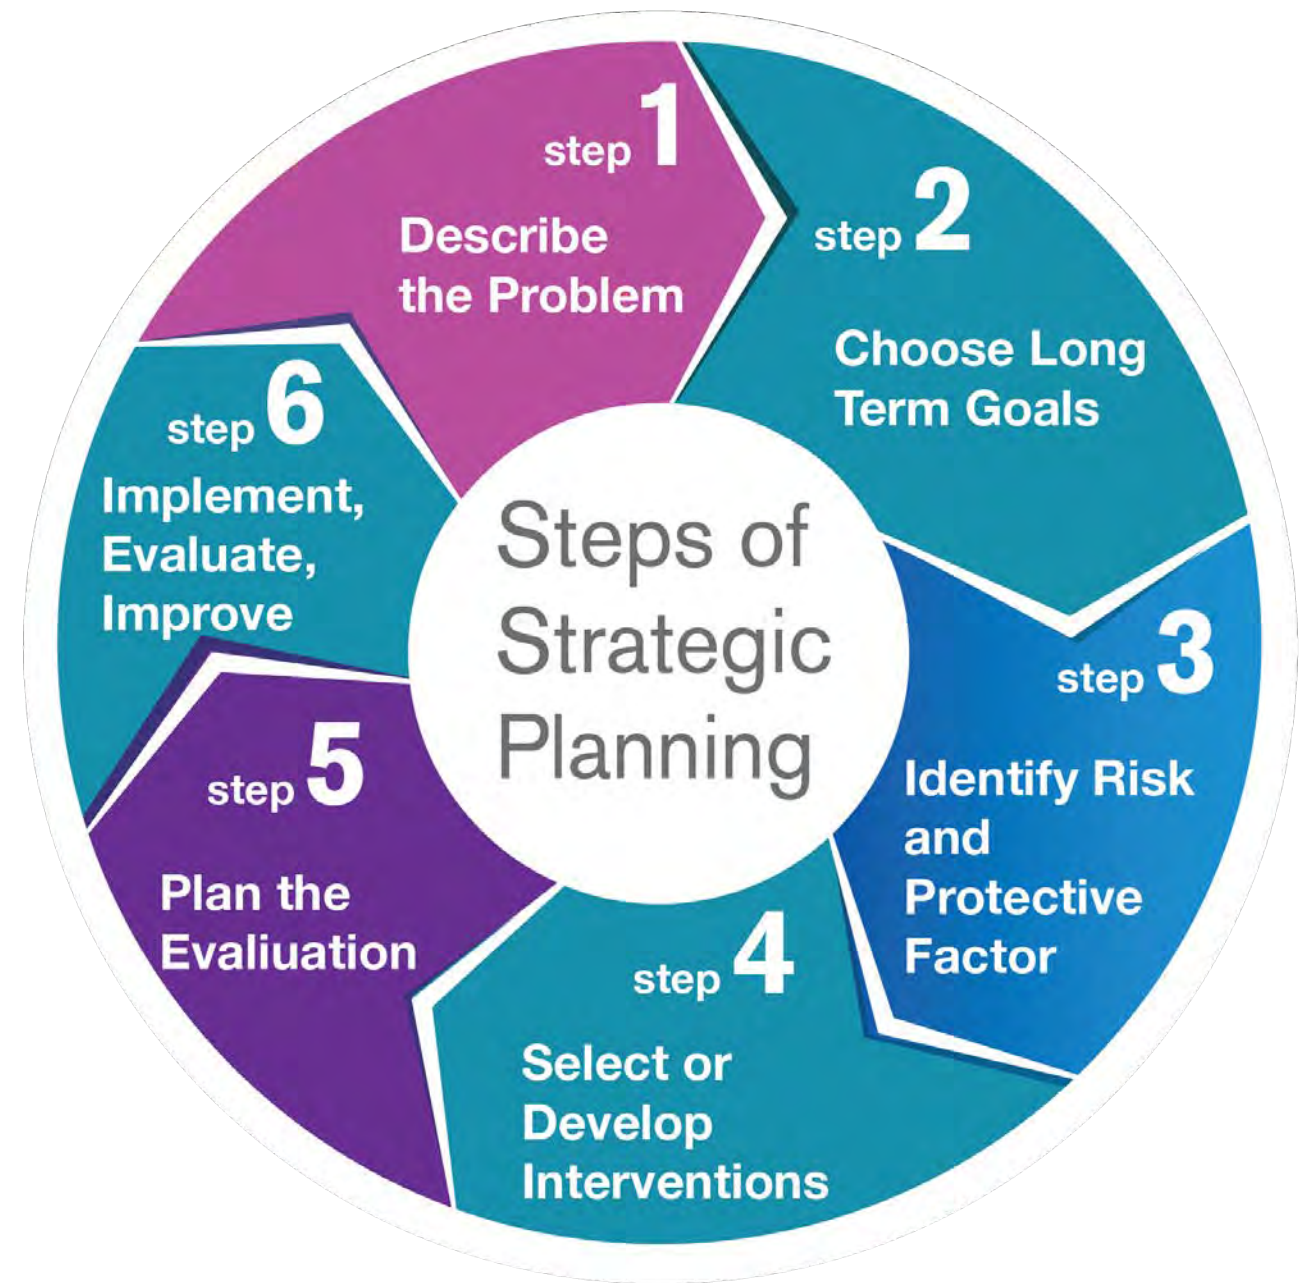 step 1
Describe
the Problem
step 2
Choose Long
Term Goals
step 3
Identify Risk
and
Protective
Factor
step 4
Select or
Develop
Interventions
step 5
Plan the
Evaliuation
step 6
Implement,
Evaluate,
Improve
Steps of
Strategic
Planning